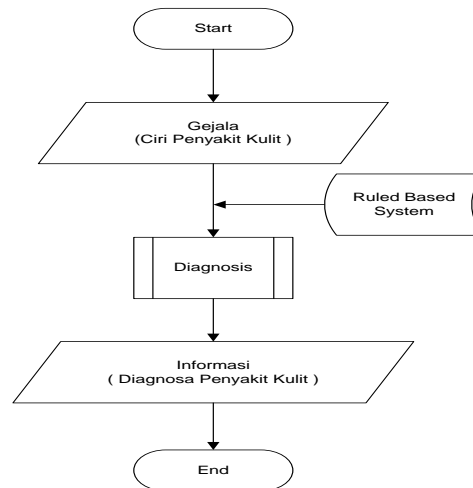 Start
Gejala
(Ciri Penyakit Kulit )
Ruled Based
System
Diagnosis
Informasi
( Diagnosa Penyakit Kulit )
End